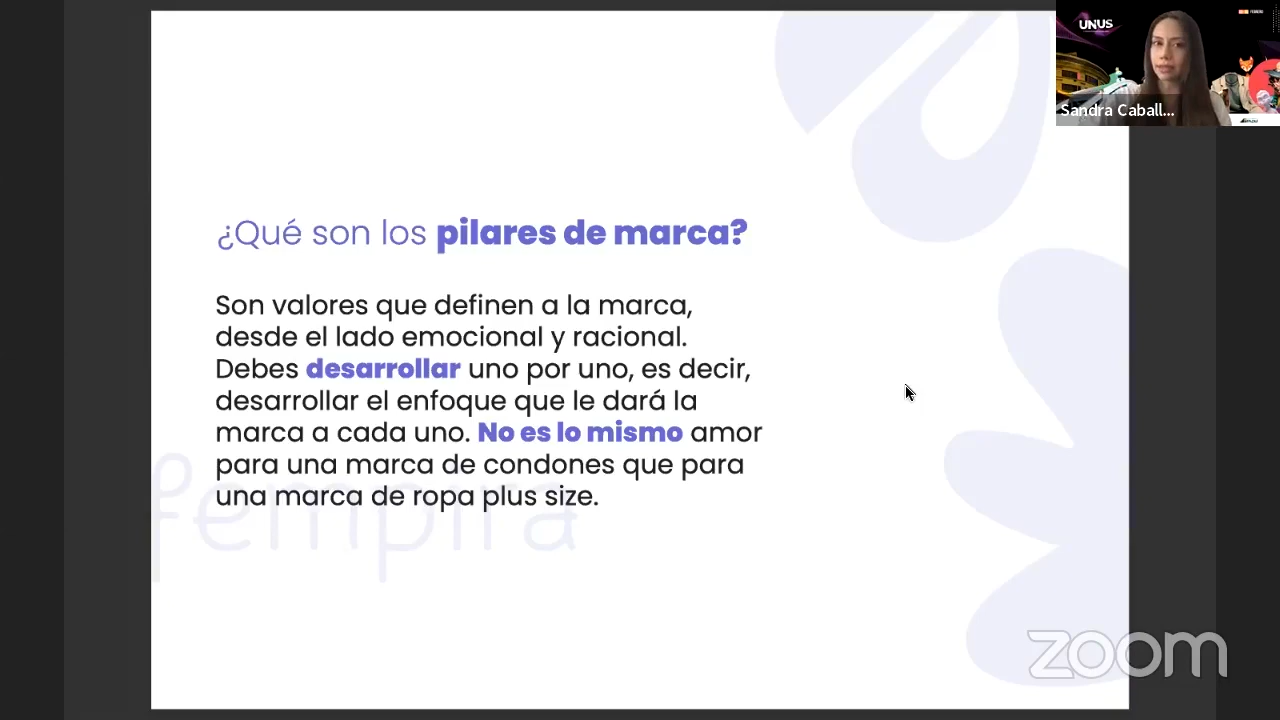 UNUS
Sandra Caball...
¿Qué son los pilares de marca?
Son valores que definen a la marca,
desde el lado emocional y racional.
Debes desarrollar uno por uno, es decir,
desarrollar el enfoque que le dará la
marca a cada uno. No es lo mismo amor
para una marca de condones que para
una marca de ropa plus size.
fempira
zoom